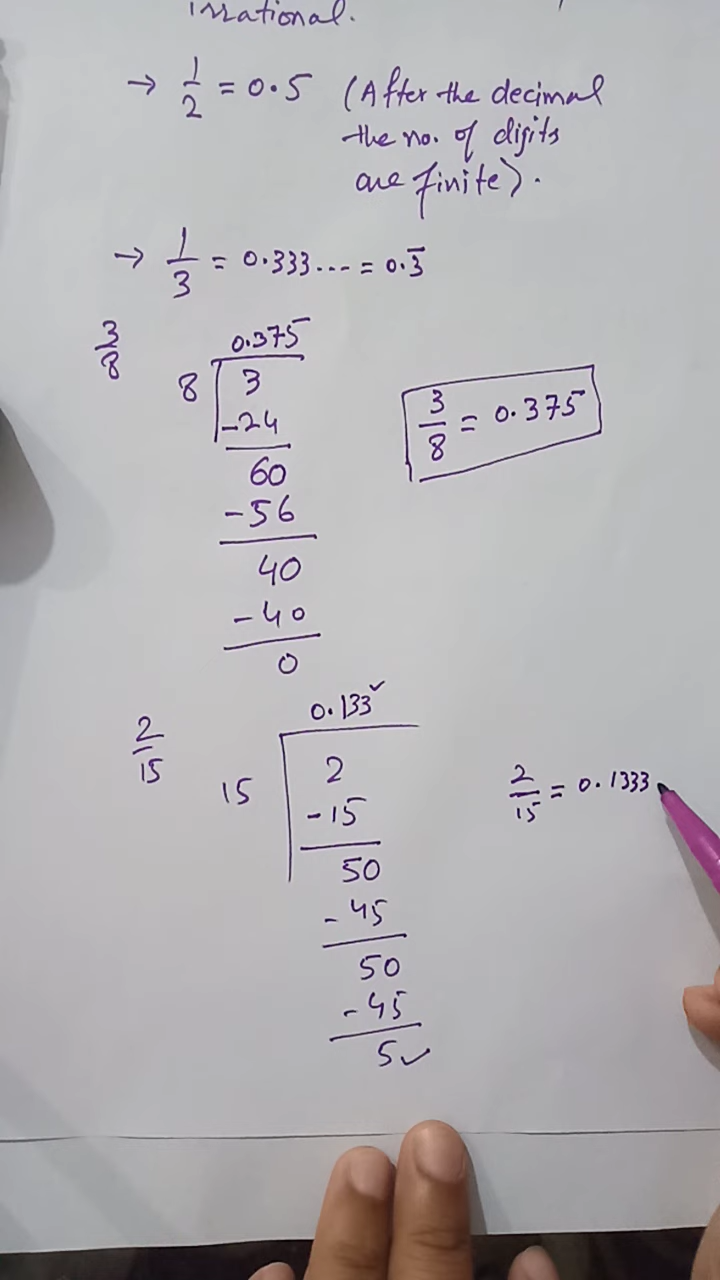 irrational.
→ 1/2 = 0.5 (After the decimal
the no. of digits
are finite).
→ 1/3 = 0.333... = 0.3̅
3/8
0.375
8 3
-24
60
-56
40
-40
0
3/8 = 0.375
2/15
0.133✓
15 2
-15
50
-45
50
-45
5✓
2/15 = 0.1333